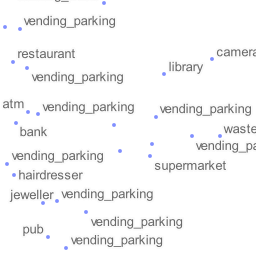 vending_parking
restaurant
camera
library
vending_parking
atm
vending_parking
vending_parking
bank
waste
vending_pa
vending_parking
supermarket
hairdresser
jeweller
vending_parking
vending_parking
pub
vending_parking